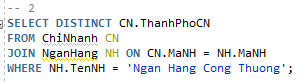 -- 2
SELECT DISTINCT CN.ThanhPhoCN
FROM ChiNhanh CN
JOIN NganHang NH ON CN.MaNH = NH.MaNH
WHERE NH.TenNH = 'Ngan Hang Cong Thuong';